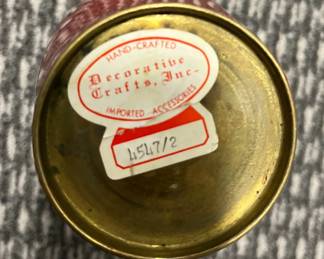 HAND-CRAFTED
Decorative
Crafts, Inc.
IMPORTED ACCESSORIES
4547/2